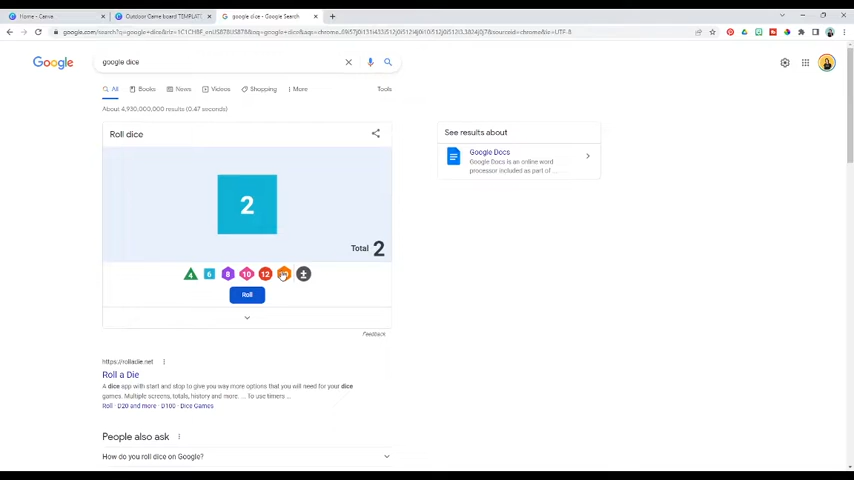 Home - Canva
Outdoor Game board TEMPLAT
google dice - Google Search
google dice
Google
All
Books
News
Videos
Shopping
More
Tools
About 4,930,000,000 results (0.47 seconds)
Roll dice
2
Total 2
4
6
8
10
12
Roll
Feedback
See results about
Google Docs
Google Docs is an online word
processor included as part of ...
https://rolladie.net
Roll a Die
A dice app with start and stop to give you way more options that you will need for your dice
games. Multiple screens, totals, history and more. ... To use timers ...
Roll · D20 and more · D100 · Dice Games
People also ask
How do you roll dice on Google?